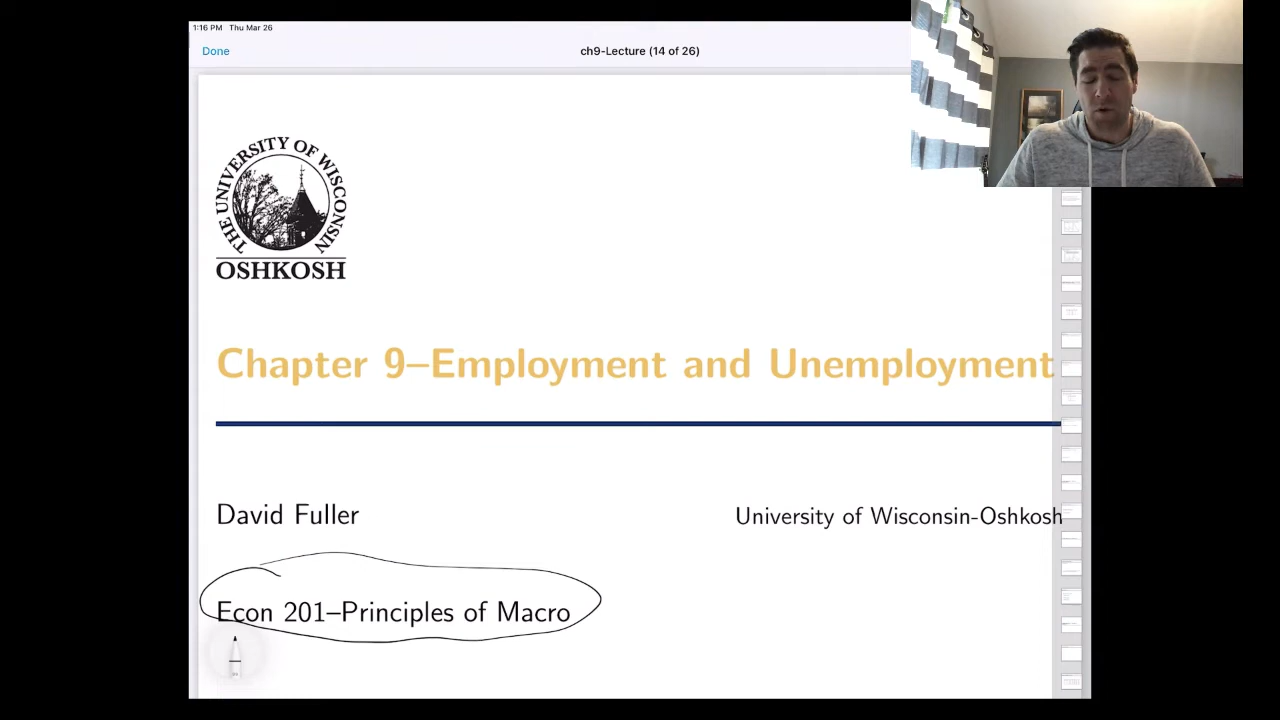 1:16 PM Thu Mar 26
Done
ch9-Lecture (14 of 26)
THE UNIVERSITY OF WISCONSIN
OSHKOSH
Chapter 9–Employment and Unemployment
David Fuller
University of Wisconsin-Oshkosh
Econ 201–Principles of Macro